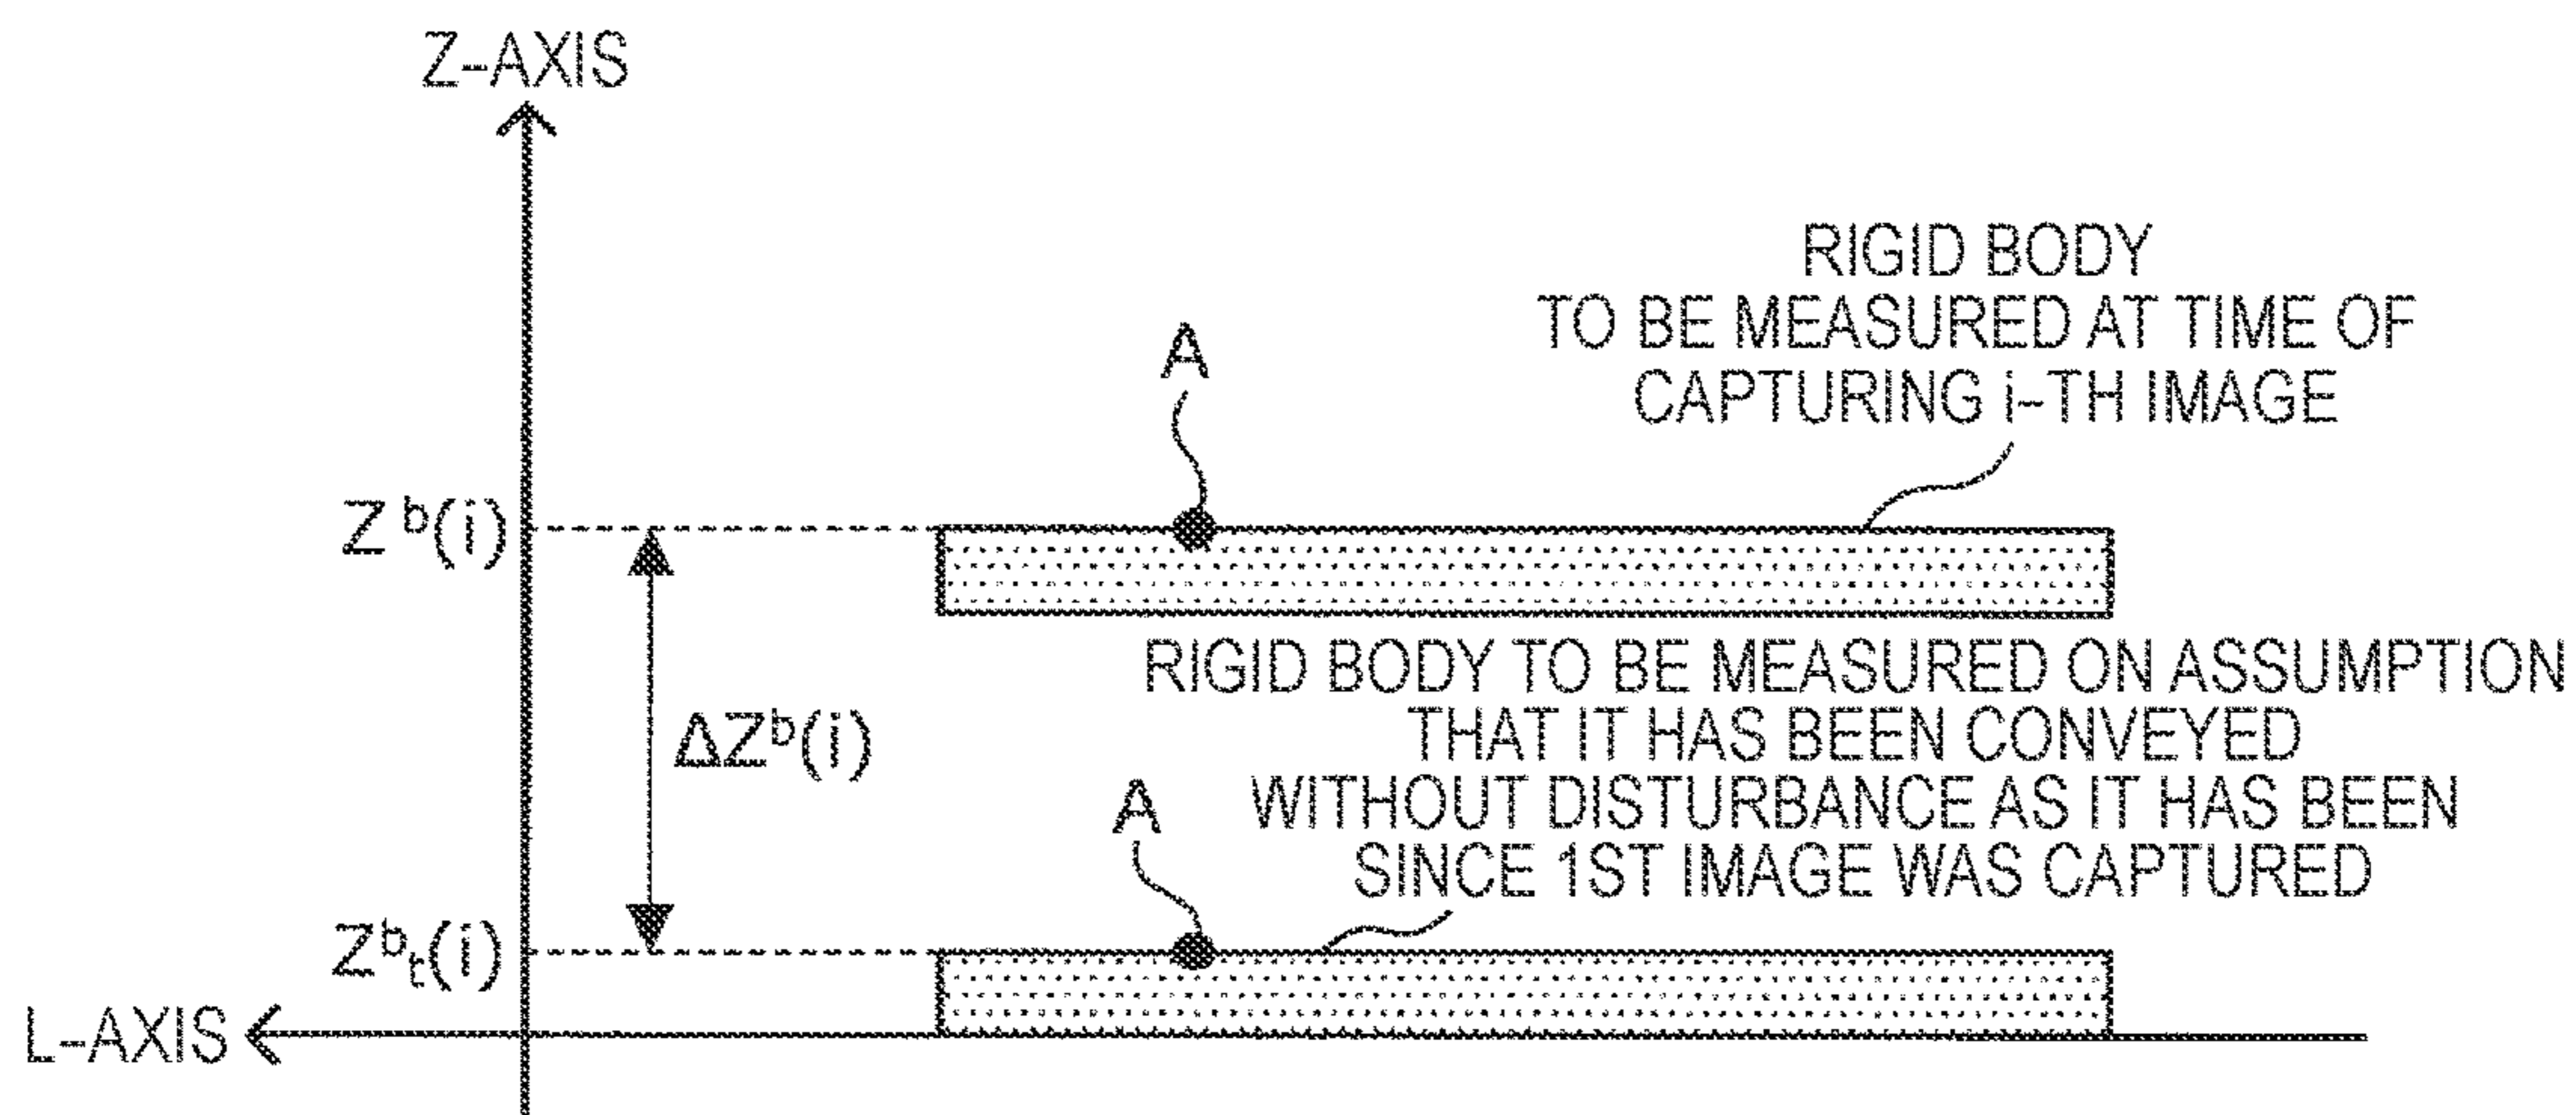 Z-AXIS
RIGID BODY
TO BE MEASURED AT TIME OF
CAPTURING i-TH IMAGE
A
Z b(i)
RIGID BODY TO BE MEASURED ON ASSUMPTION
THAT IT HAS BEEN CONVEYED
WITHOUT DISTURBANCE AS IT HAS BEEN
SINCE 1ST IMAGE WAS CAPTURED
ΔZb(i)
A
Zbt(i)
L-AXIS